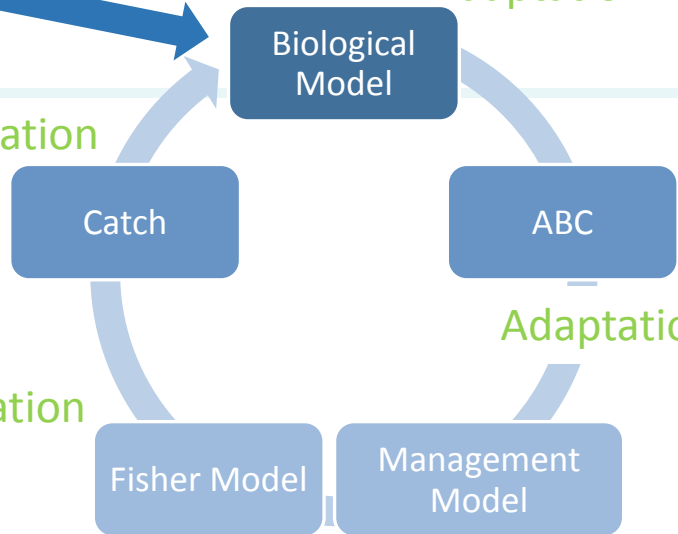 Biological
Model
ation
Catch
ABC
Adaptatio
ation
Fisher Model
Management
Model